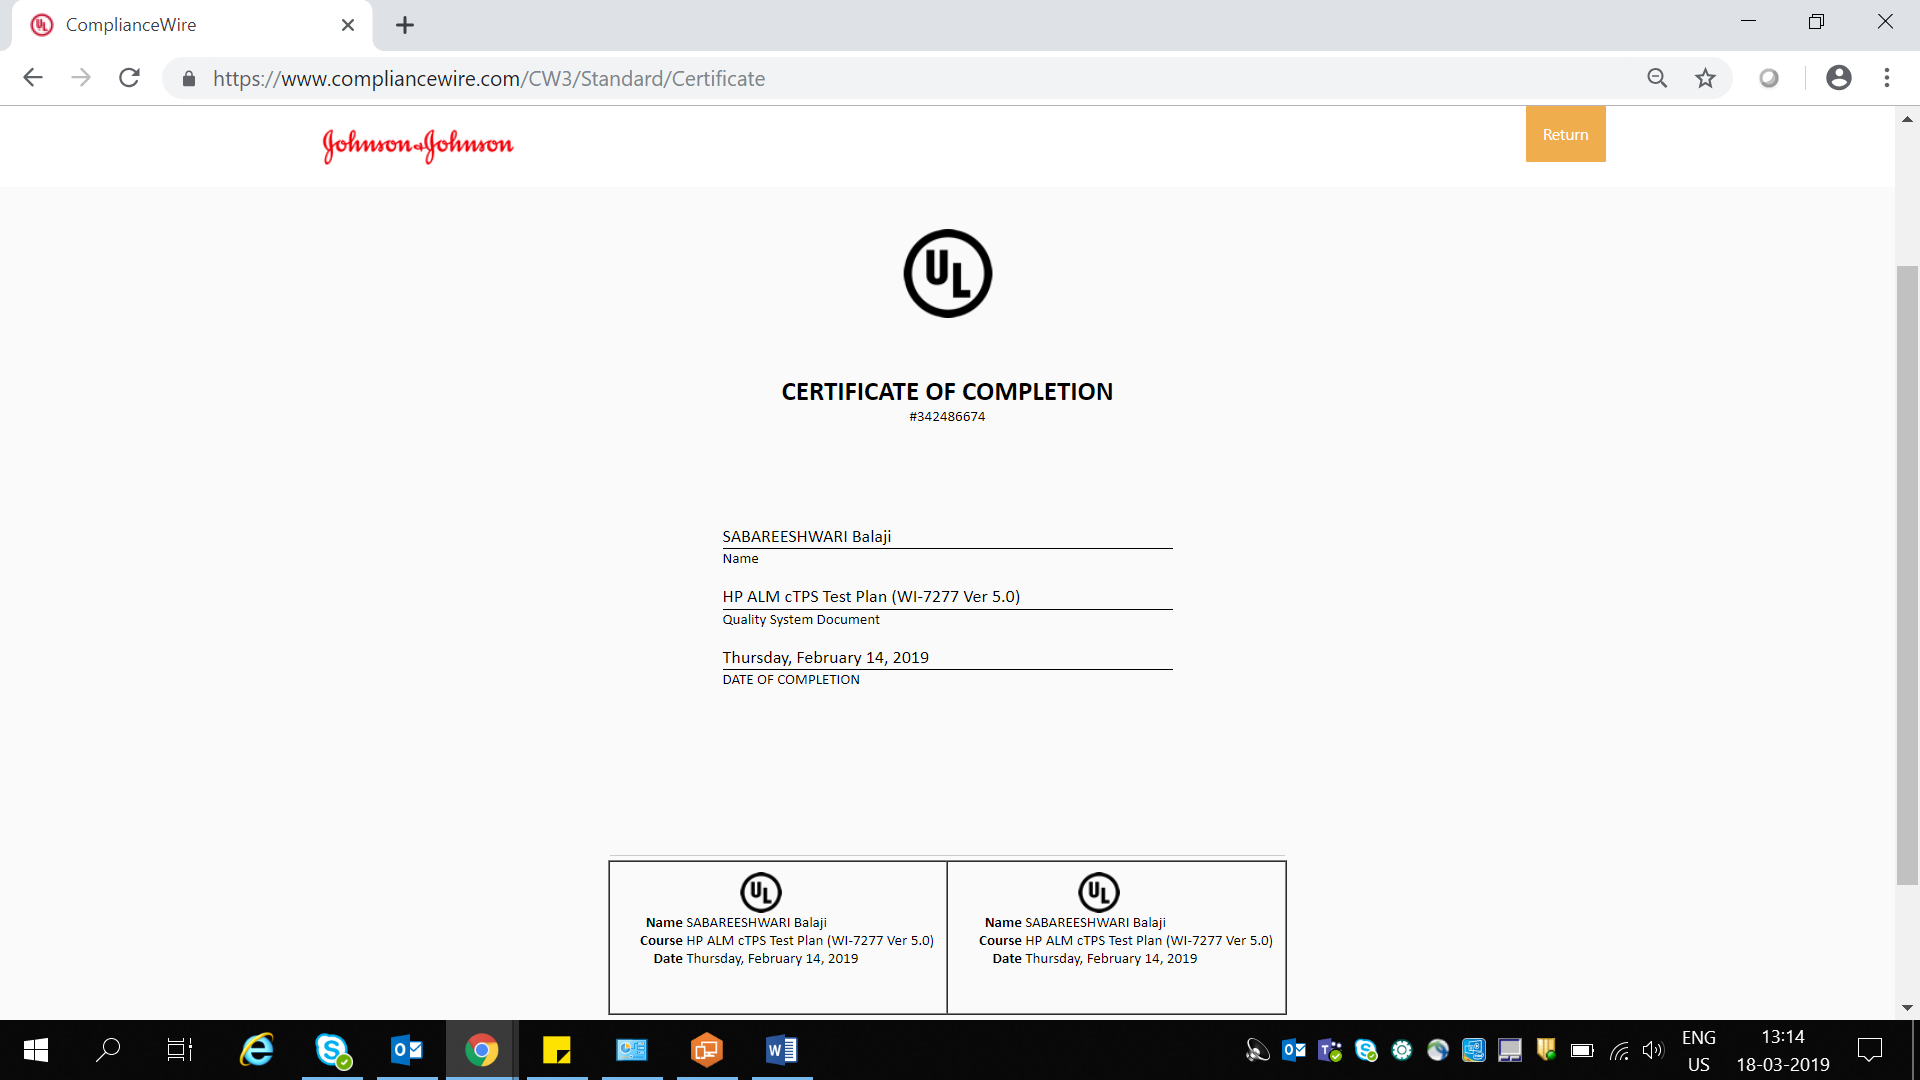 ComplianceWire
https://www.compliancewire.com/CW3/Standard/Certificate
Johnson & Johnson
Return
UL
CERTIFICATE OF COMPLETION
#342486674
SABAREESHWARI Balaji
Name
HP ALM cTPS Test Plan (WI-7277 Ver 5.0)
Quality System Document
Thursday, February 14, 2019
DATE OF COMPLETION
UL
Name SABAREESHWARI Balaji
Course HP ALM cTPS Test Plan (WI-7277 Ver 5.0)
Date Thursday, February 14, 2019
UL
Name SABAREESHWARI Balaji
Course HP ALM cTPS Test Plan (WI-7277 Ver 5.0)
Date Thursday, February 14, 2019
ENG
US
13:14
18-03-2019